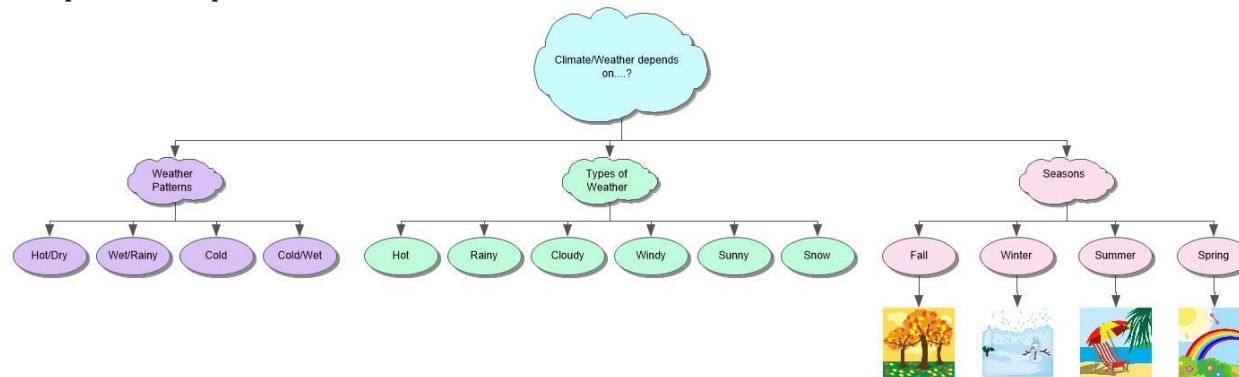 Climate/Weather depends
on....?
Weather
Patterns
Types of
Weather
Seasons
Hot/Dry
Wet/Rainy
Cold
Cold/Wet
Hot
Rainy
Cloudy
Windy
Sunny
Snow
Fall
Winter
Summer
Spring